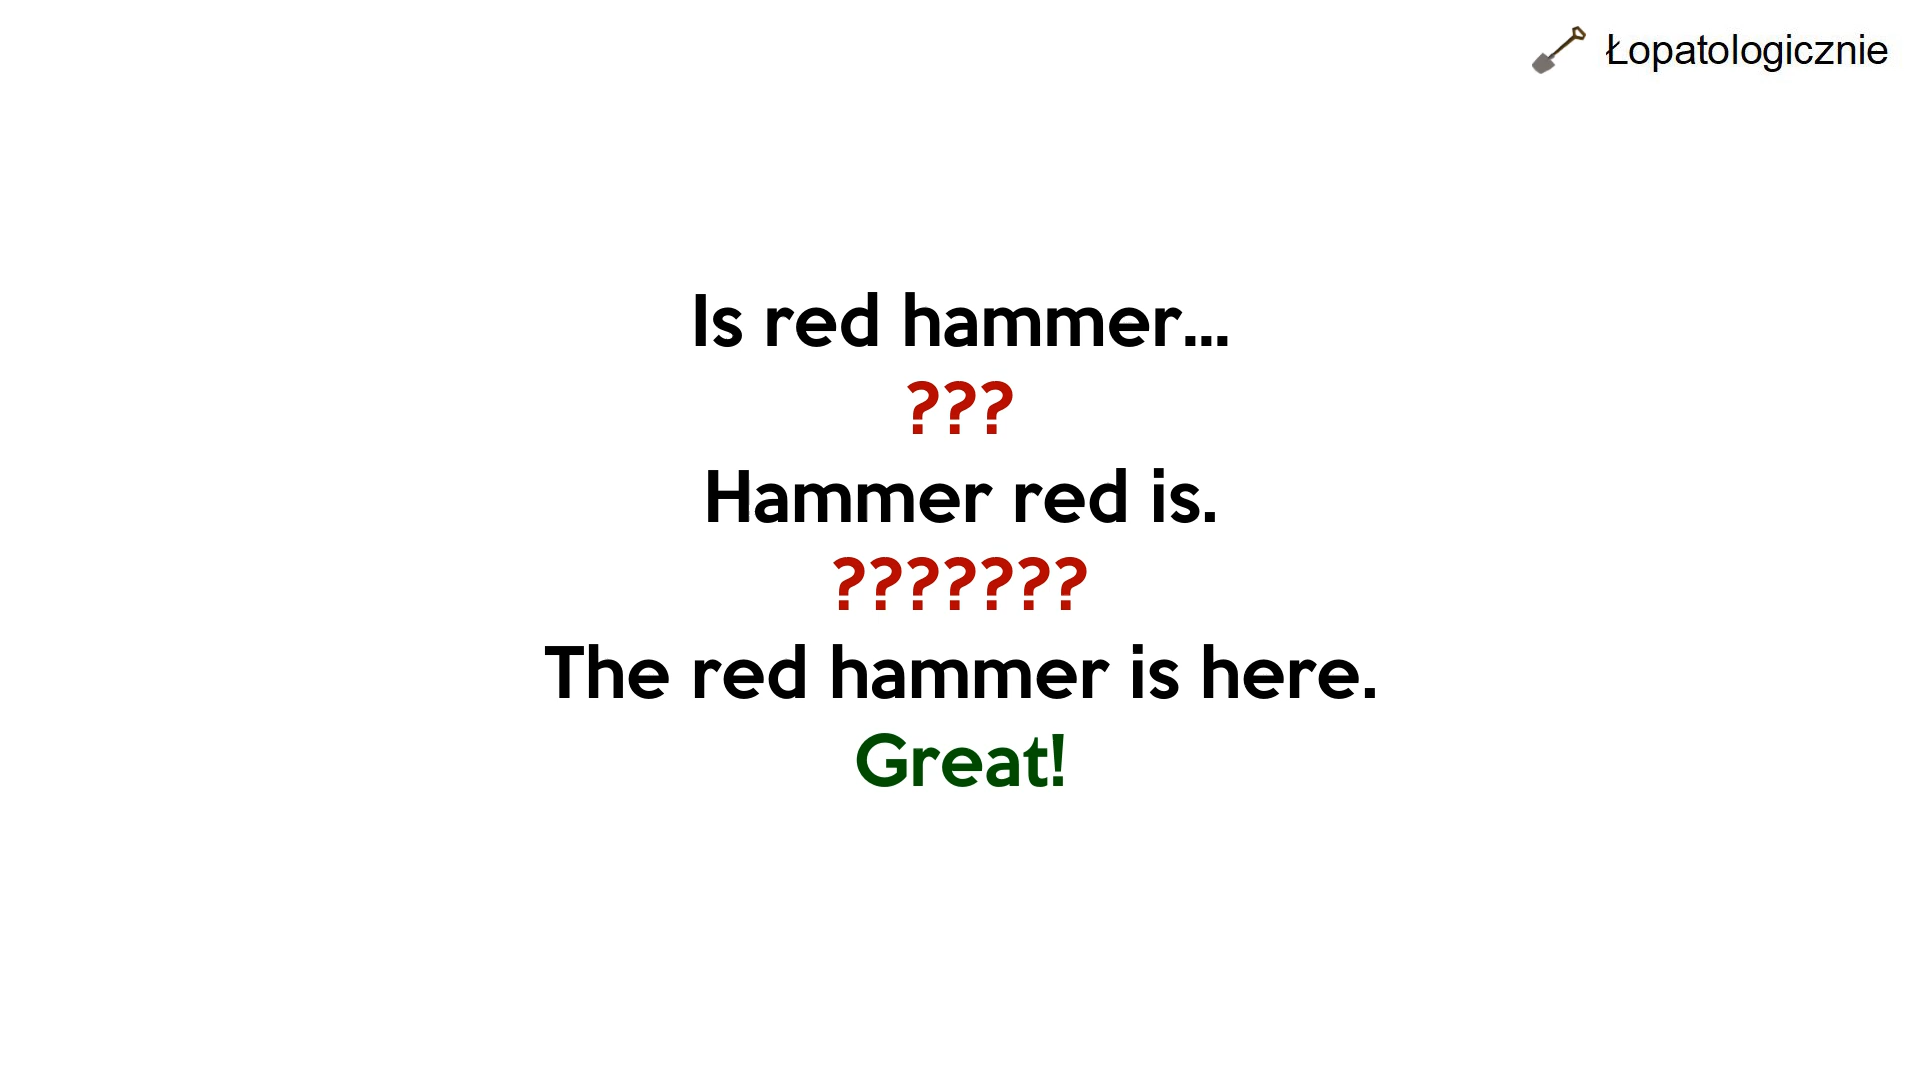 Łopatologicznie
Is red hammer...
???
Hammer red is.
???????
The red hammer is here.
Great!